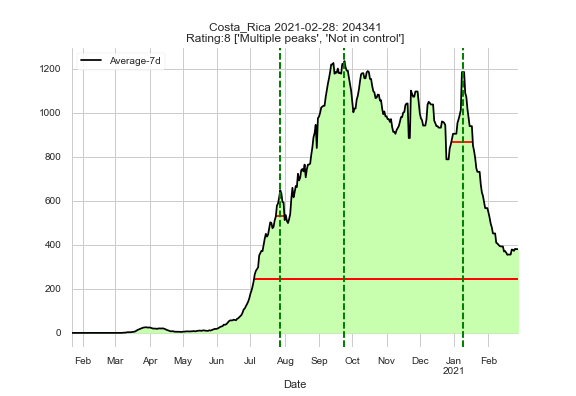 Costa_Rica 2021-02-28: 204341
Rating:8 ['Multiple peaks', 'Not in control']
Average-7d
1200
1000
800
600
400
200
0
Feb Mar Apr May Jun Jul Aug Sep Oct Nov Dec Jan Feb
2021
Date